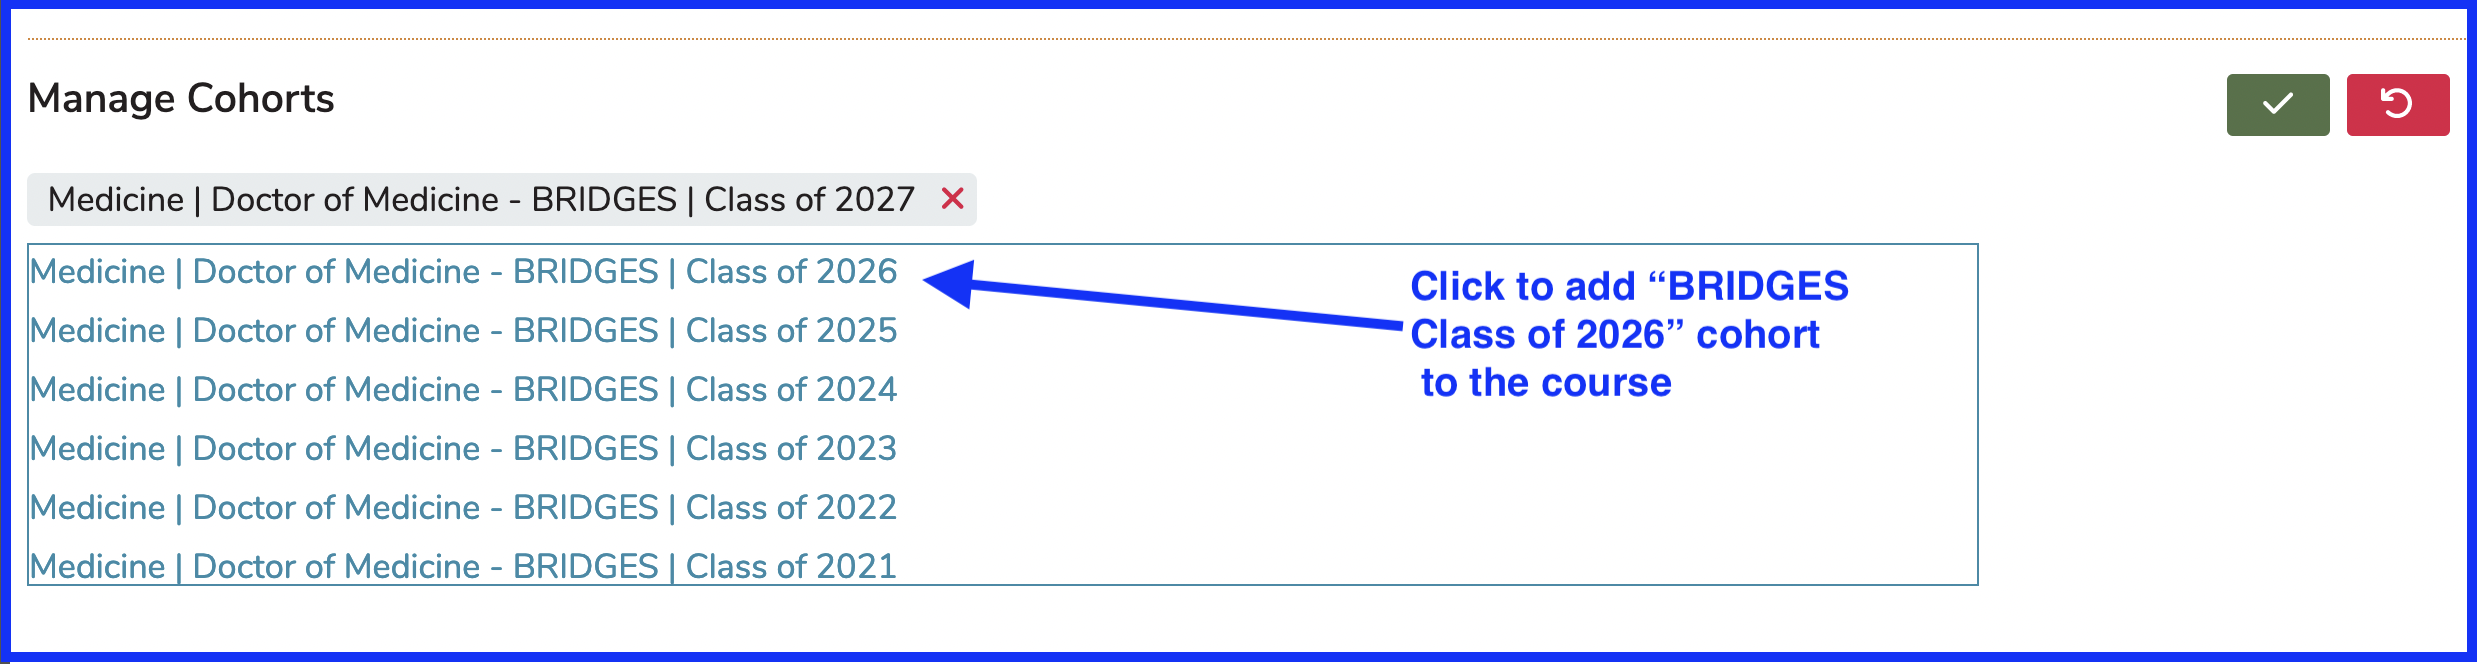 Manage Cohorts
Medicine | Doctor of Medicine - BRIDGES | Class of 2027
Medicine | Doctor of Medicine - BRIDGES | Class of 2026
Medicine | Doctor of Medicine - BRIDGES | Class of 2025
Medicine | Doctor of Medicine - BRIDGES | Class of 2024
Medicine | Doctor of Medicine - BRIDGES | Class of 2023
Medicine | Doctor of Medicine - BRIDGES | Class of 2022
Medicine | Doctor of Medicine - BRIDGES | Class of 2021
Click to add “BRIDGES
Class of 2026” cohort
to the course